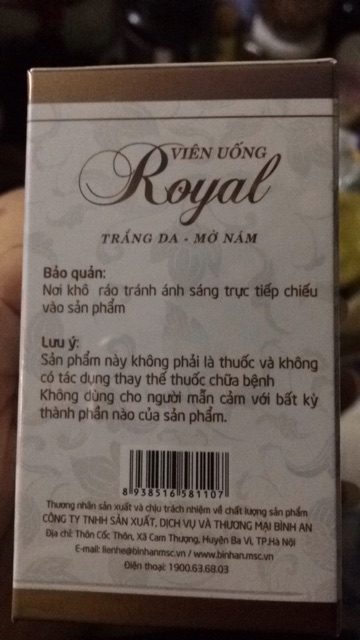 VIÊN UỐNG
Royal
TRẮNG DA - MỜ NÁM
Bảo quản:
Nơi khô ráo tránh ánh sáng trực tiếp chiếu
vào sản phẩm
Lưu ý:
Sản phẩm này không phải là thuốc và không
có tác dụng thay thế thuốc chữa bệnh
Không dùng cho người mẫn cảm với bất kỳ
thành phần nào của sản phẩm.
8 938516 581107
Thương nhân sản xuất và chịu trách nhiệm về chất lượng sản phẩm
CÔNG TY TNHH SẢN XUẤT, DỊCH VỤ VÀ THƯƠNG MẠI BÌNH AN
Địa chỉ: Thôn Cốc Thôn, Xã Cam Thượng, Huyện Ba Vì, TP.Hà Nội
E-mail: lienhe@binhan.msc.vn / www.binhan.msc.vn
Điện thoại: 1900.63.68.03